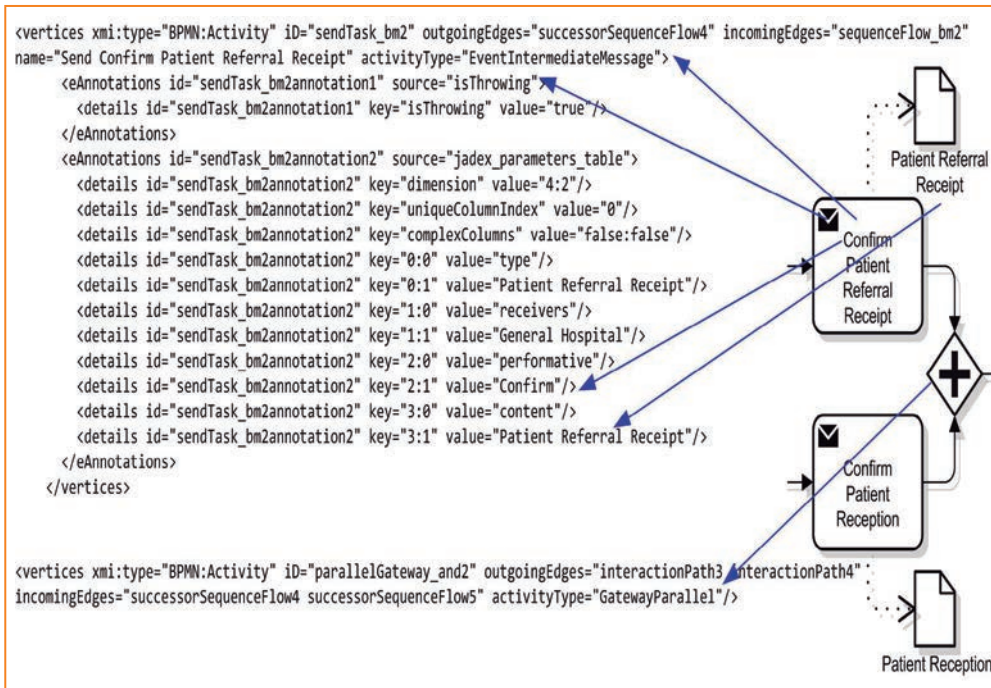 <vertices xmi:type="BPMN:Activity" iD="sendTask_bm2" outgoingEdges="successorSequenceFlow4" incomingEdges="sequenceFlow_bm2"
name="Send Confirm Patient Referral Receipt" activityType="EventIntermediateMessage">
<eAnnotations id="sendTask_bm2annotation1" source="isThrowing">
<details id="sendTask_bm2annotation1" key="isThrowing" value="true"/>
</eAnnotations>
<eAnnotations id="sendTask_bm2annotation2" source="jadex_parameters_table">
<details id="sendTask_bm2annotation2" key="dimension" value="4:2"/>
<details id="sendTask_bm2annotation2" key="uniqueColumnIndex" value="0"/>
<details id="sendTask_bm2annotation2" key="complexColumns" value="false:false"/>
<details id="sendTask_bm2annotation2" key="0:0" value="type"/>
<details id="sendTask_bm2annotation2" key="0:1" value="Patient Referral Receipt"/>
<details id="sendTask_bm2annotation2" key="1:0" value="receivers"/>
<details id="sendTask_bm2annotation2" key="1:1" value="General Hospital"/>
<details id="sendTask_bm2annotation2" key="2:0" value="performative"/>
<details id="sendTask_bm2annotation2" key="2:1" value="Confirm"/>
<details id="sendTask_bm2annotation2" key="3:0" value="content"/>
<details id="sendTask_bm2annotation2" key="3:1" value="Patient Referral Receipt"/>
</eAnnotations>
</vertices>
<vertices xmi:type="BPMN:Activity" iD="parallelGateway_and2" outgoingEdges="interactionPath3 interactionPath4"
incomingEdges="successorSequenceFlow4 successorSequenceFlow5" activityType="GatewayParallel"/>
Patient Referral
Receipt
Confirm
Patient
Referral
Receipt
Confirm
Patient
Reception
Patient Reception